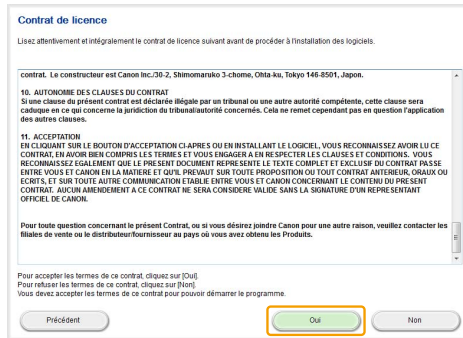 Contrat de licence
Lisez attentivement et intégralement le contrat de licence suivant avant de procéder à l'installation des logiciels.
contrat. Le constructeur est Canon Inc./30-2, Shimomaruko 3-chome, Ohta-ku, Tokyo 146-8501, Japon.
10. AUTONOMIE DES CLAUSES DU CONTRAT
Si une clause du présent contrat est déclarée illégale par un tribunal ou une autre autorité compétente, cette clause sera
caduque en ce qui concerne la juridiction du tribunal/autorité concernés. Cela ne remet cependant pas en question l'application
des autres clauses.
11. ACCEPTATION
EN CLIQUANT SUR LE BOUTON D'ACCEPTATION CI-APRES OU EN INSTALLANT LE LOGICIEL, VOUS RECONNAISSEZ AVOIR LU CE
CONTRAT, EN AVOIR BIEN COMPRIS LES TERMES ET VOUS ENGAGER A EN RESPECTER LES CLAUSES ET CONDITIONS. VOUS
RECONNAISSEZ EGALEMENT QUE LE PRESENT DOCUMENT REPRESENTE LE TEXTE COMPLET ET EXCLUSIF DU CONTRAT PASSE
ENTRE VOUS ET CANON EN LA MATIERE ET QU'IL PREVAUT SUR TOUTE PROPOSITION OU TOUT CONTRAT ANTERIEUR, ORAUX OU
ECRITS, ET SUR TOUTE AUTRE COMMUNICATION ETABLIE ENTRE VOUS ET CANON CONCERNANT LE CONTENU DU PRESENT
CONTRAT. AUCUN AMENDEMENT A CE CONTRAT NE SERA CONSIDERE VALIDE SANS LA SIGNATURE D'UN REPRESENTANT
OFFICIEL DE CANON.
Pour toute question concernant le présent Contrat, ou si vous désirez joindre Canon pour une autre raison, veuillez contacter les
filiales de vente ou le distributeur/fournisseur au pays où vous avez obtenu les Produits.
Pour accepter les termes de ce contrat, cliquez sur [Oui].
Pour refuser les termes de ce contrat, cliquez sur [Non].
Vous devez accepter les termes de ce contrat pour pouvoir démarrer le programme.
Précédent
Oui
Non